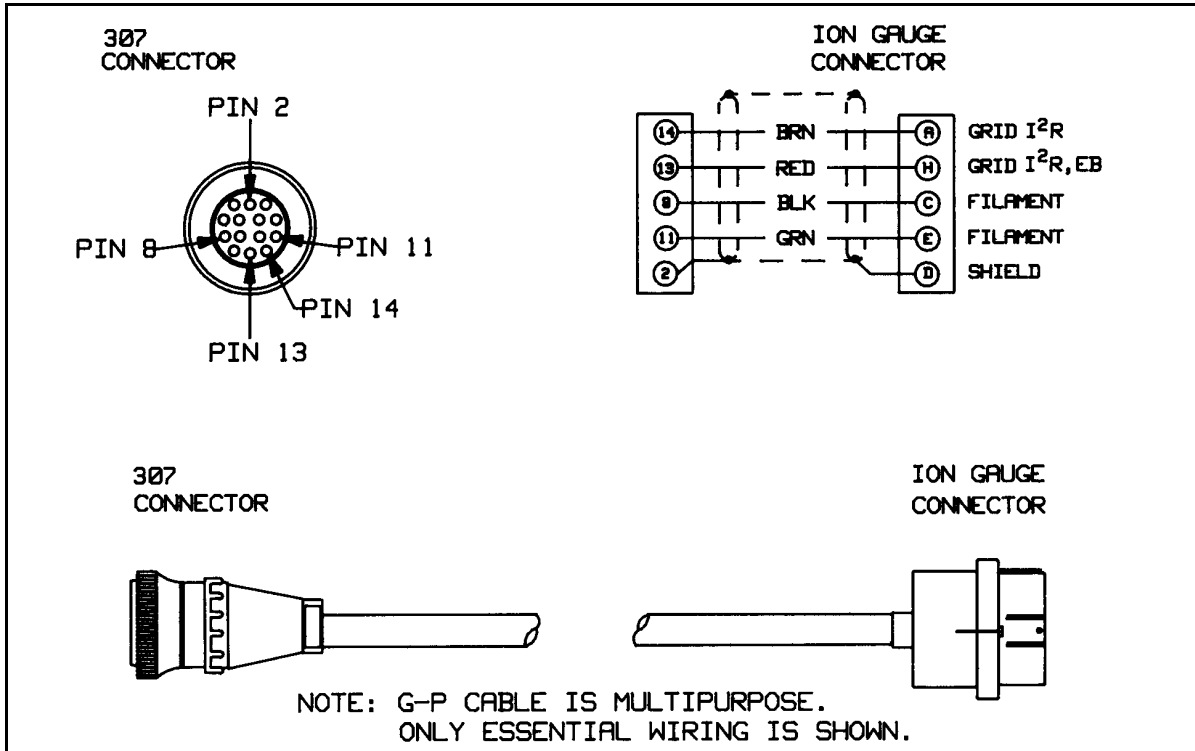 307
CONNECTOR
PIN 2
PIN 8
PIN 11
PIN 14
PIN 13
ION GAUGE
CONNECTOR
14 BRN A GRID I²R
13 RED H GRID I²R,EB
8 BLK C FILAMENT
11 GRN E FILAMENT
2 D SHIELD
307
CONNECTOR
ION GAUGE
CONNECTOR
NOTE: G-P CABLE IS MULTIPURPOSE.
ONLY ESSENTIAL WIRING IS SHOWN.